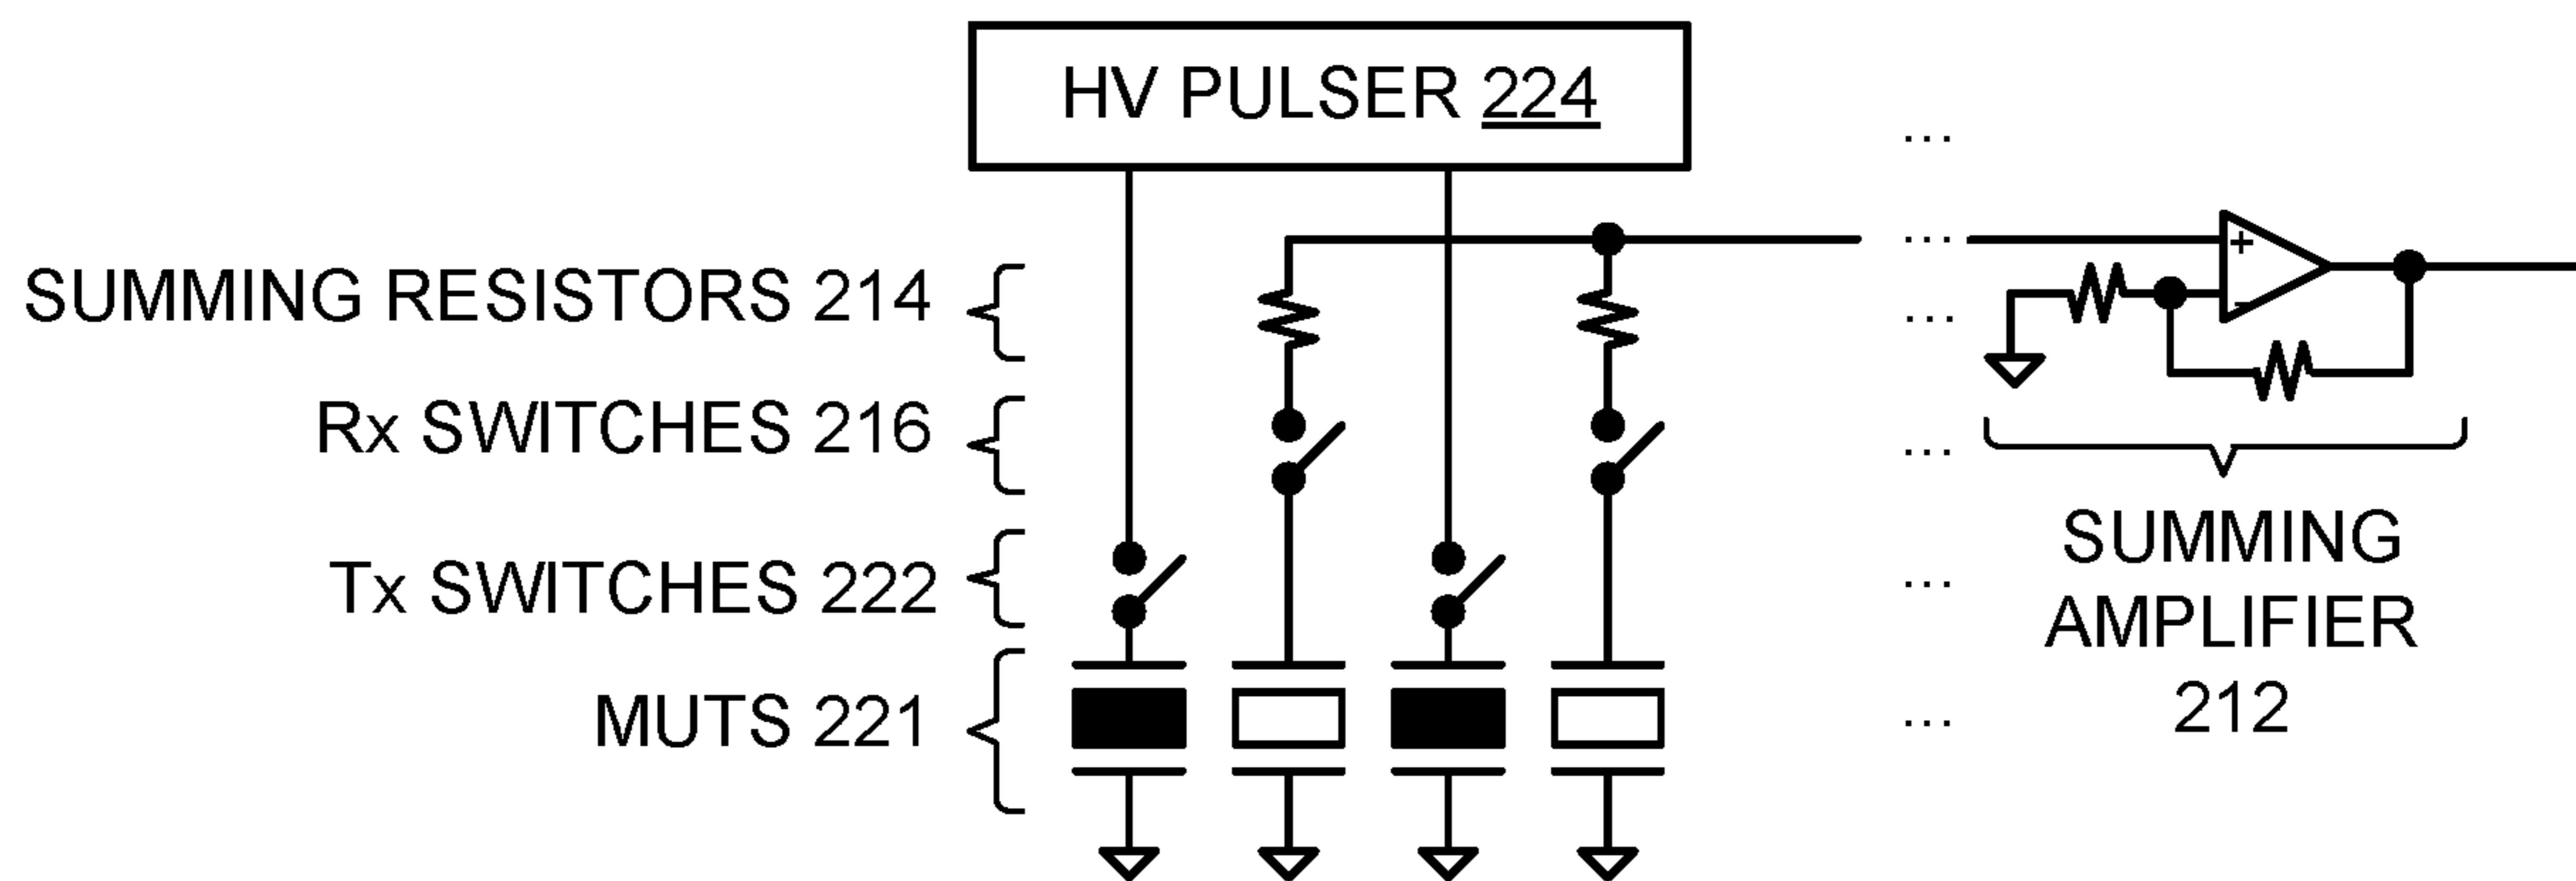 HV PULSER 224
...
SUMMING RESISTORS 214
...
+
-
...
Rx SWITCHES 216
...
Tx SWITCHES 222
...
SUMMING
AMPLIFIER
212
MUTS 221
...